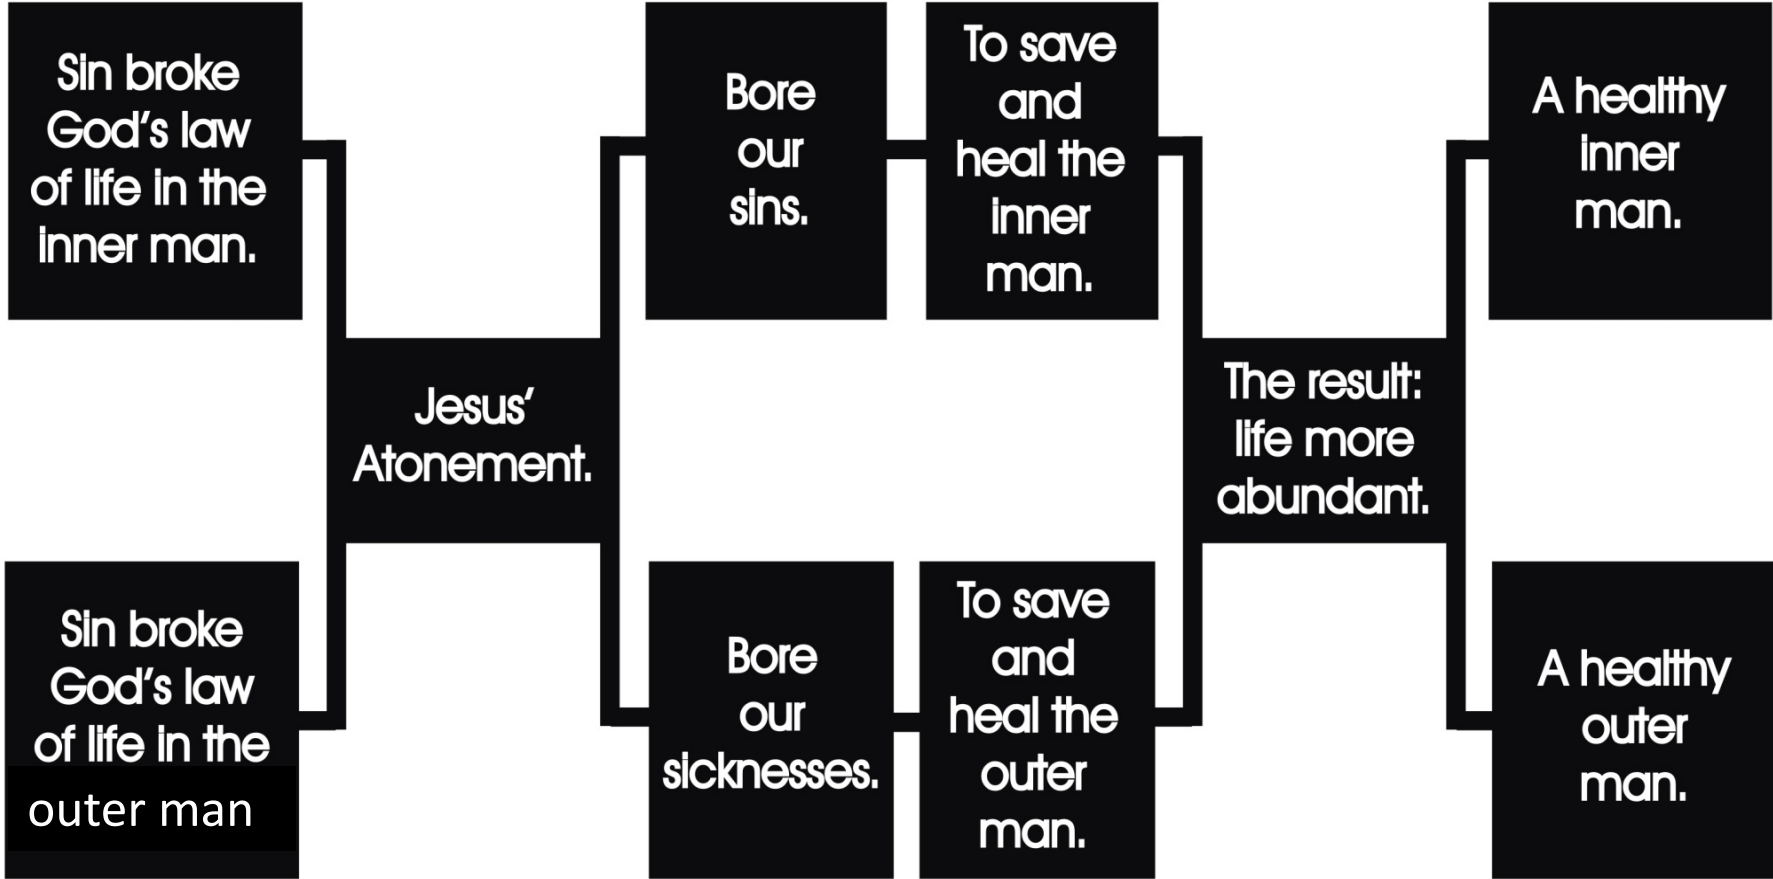 Sin broke
God's law
of life in the
inner man.
Sin broke
God's law
of life in the
outer man
Jesus'
Atonement.
Bore
our
sins.
To save
and
heal the
inner
man.
Bore
our
sicknesses.
To save
and
heal the
outer
man.
The result:
life more
abundant.
A healthy
inner
man.
A healthy
outer
man.